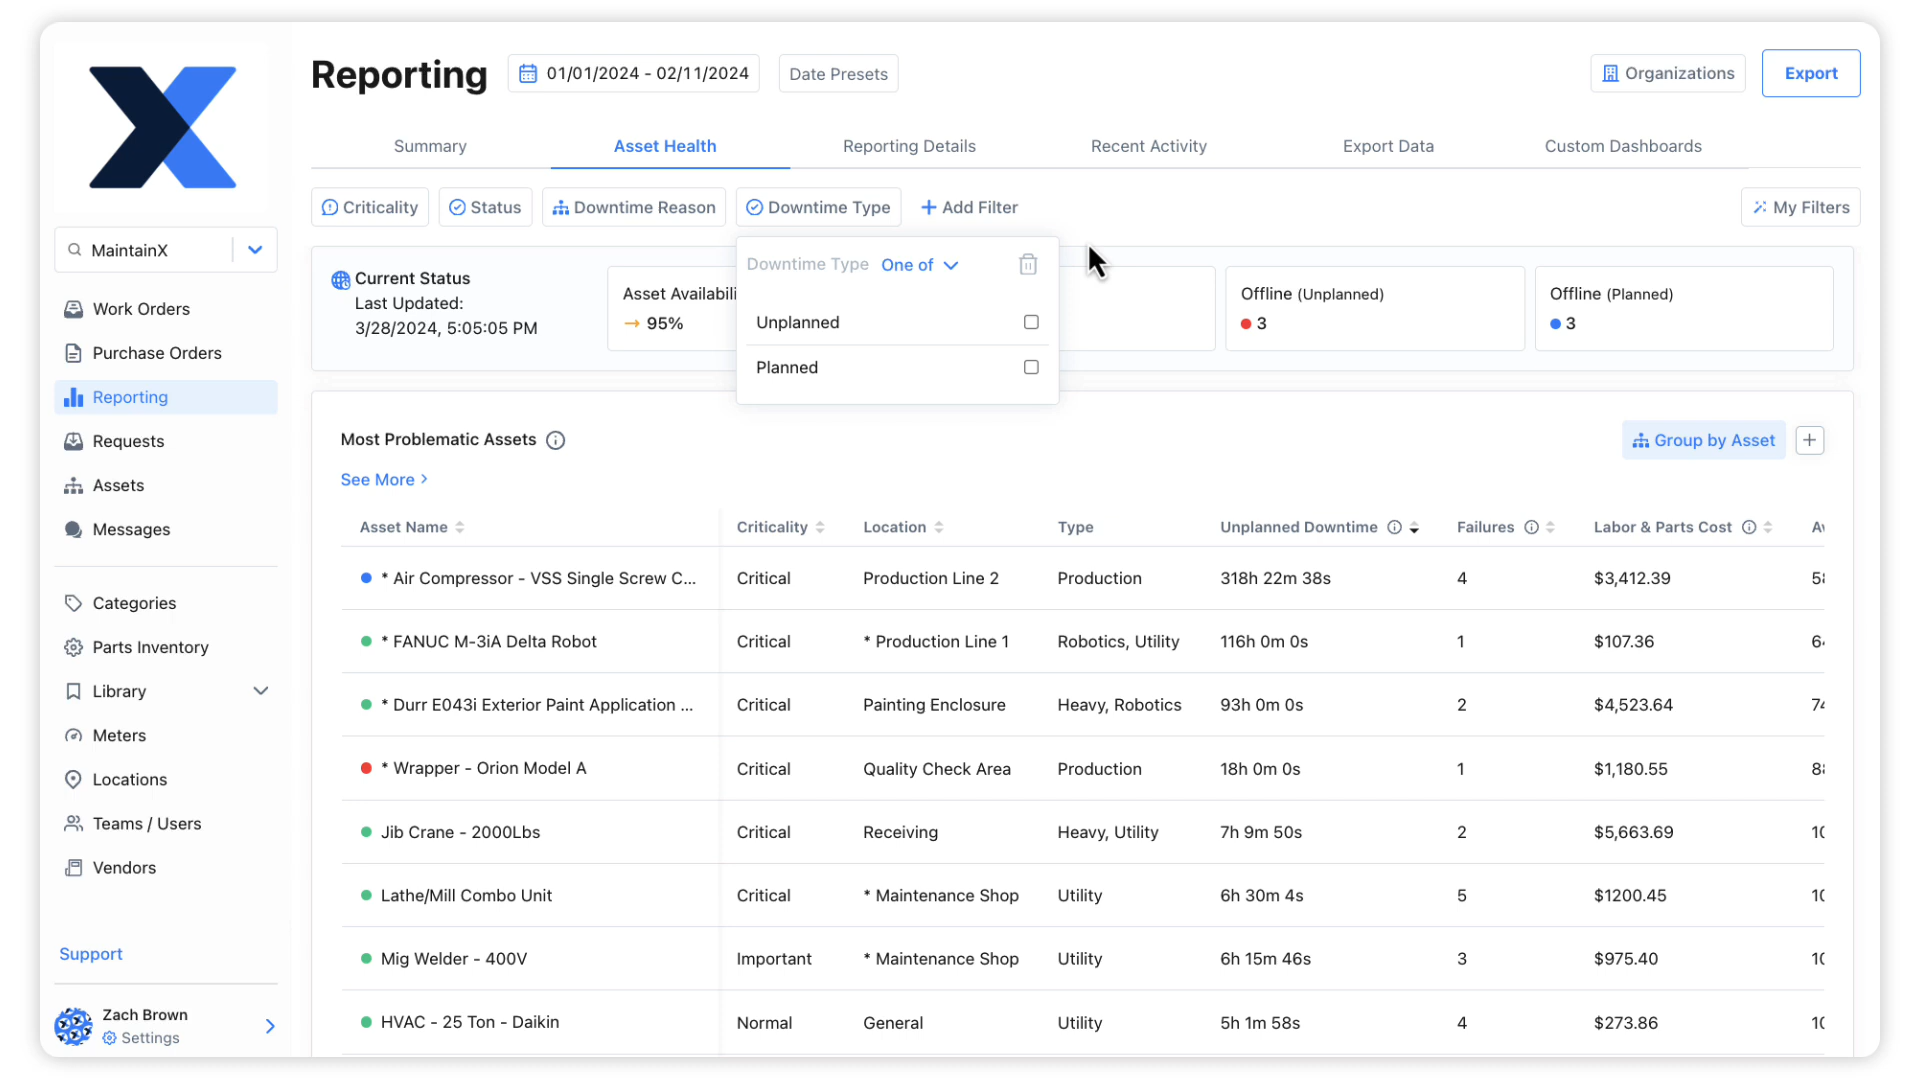 Reporting
01/01/2024 - 02/11/2024
Date Presets
Organizations
Export
Summary
Asset Health
Reporting Details
Recent Activity
Export Data
Custom Dashboards
Criticality
Status
Downtime Reason
Downtime Type
Add Filter
My Filters
MaintainX
Work Orders
Purchase Orders
Reporting
Requests
Assets
Messages
Categories
Parts Inventory
Library
Meters
Locations
Teams / Users
Vendors
Support
Zach Brown
Settings
Current Status
Last Updated:
3/28/2024, 5:05:05 PM
Asset Availabili
→ 95%
Downtime Type One of
Unplanned
Planned
Offline (Unplanned)
3
Offline (Planned)
3
Most Problematic Assets
Group by Asset
See More >
Asset Name Criticality Location Type Unplanned Downtime Failures Labor & Parts Cost
* Air Compressor - VSS Single Screw C... Critical Production Line 2 Production 318h 22m 38s 4 $3,412.39
* FANUC M-3iA Delta Robot Critical * Production Line 1 Robotics, Utility 116h 0m 0s 1 $107.36
* Durr E043i Exterior Paint Application ... Critical Painting Enclosure Heavy, Robotics 93h 0m 0s 2 $4,523.64
* Wrapper - Orion Model A Critical Quality Check Area Production 18h 0m 0s 1 $1,180.55
Jib Crane - 2000Lbs Critical Receiving Heavy, Utility 7h 9m 50s 2 $5,663.69
Lathe/Mill Combo Unit Critical * Maintenance Shop Utility 6h 30m 4s 5 $1200.45
Mig Welder - 400V Important * Maintenance Shop Utility 6h 15m 46s 3 $975.40
HVAC - 25 Ton - Daikin Normal General Utility 5h 1m 58s 4 $273.86